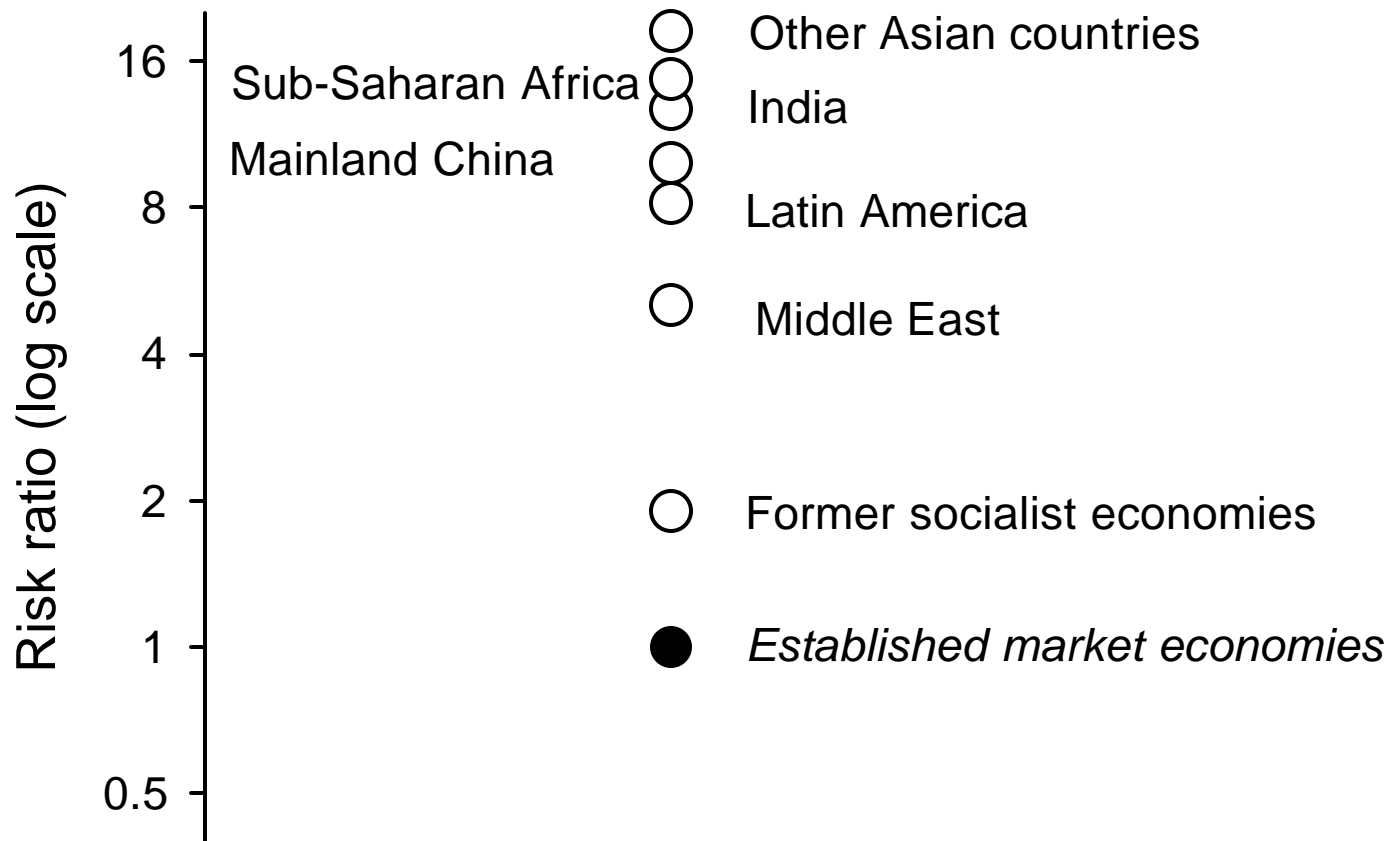 Risk ratio (log scale)
16
8
4
2
1
0.5
Other Asian countries
Sub-Saharan Africa
India
Mainland China
Latin America
Middle East
Former socialist economies
Established market economies